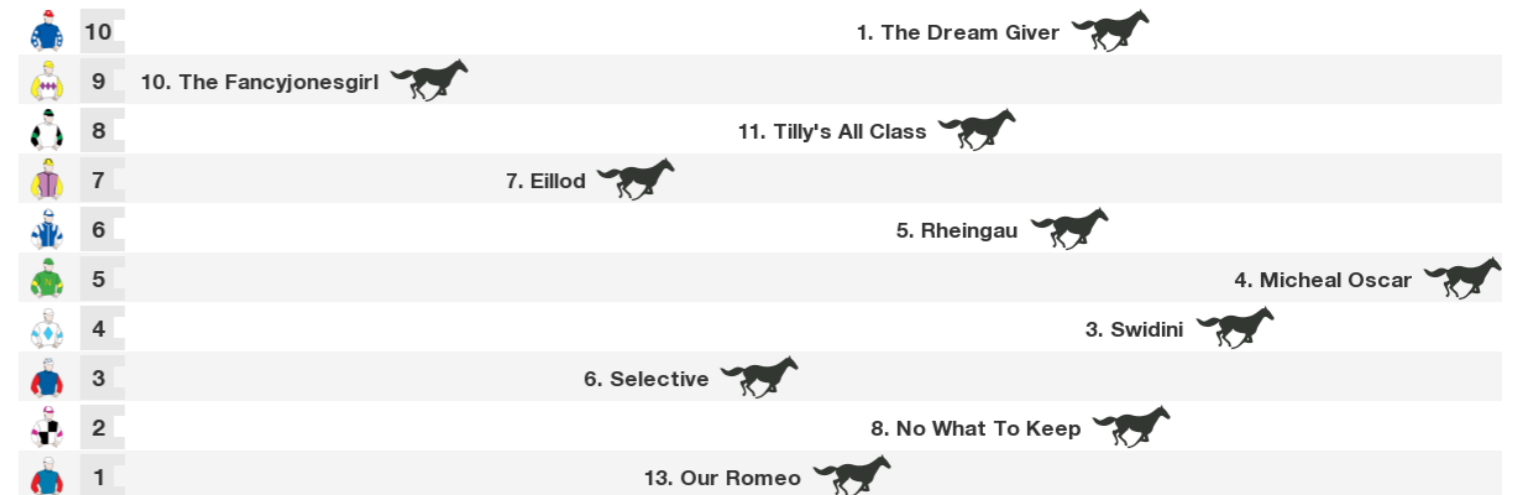 10 1. The Dream Giver
9 10. The Fancyjonesgirl
8 11. Tilly's All Class
7 7. Eillod
6 5. Rheingau
5 4. Micheal Oscar
4 3. Swidini
3 6. Selective
2 8. No What To Keep
1 13. Our Romeo